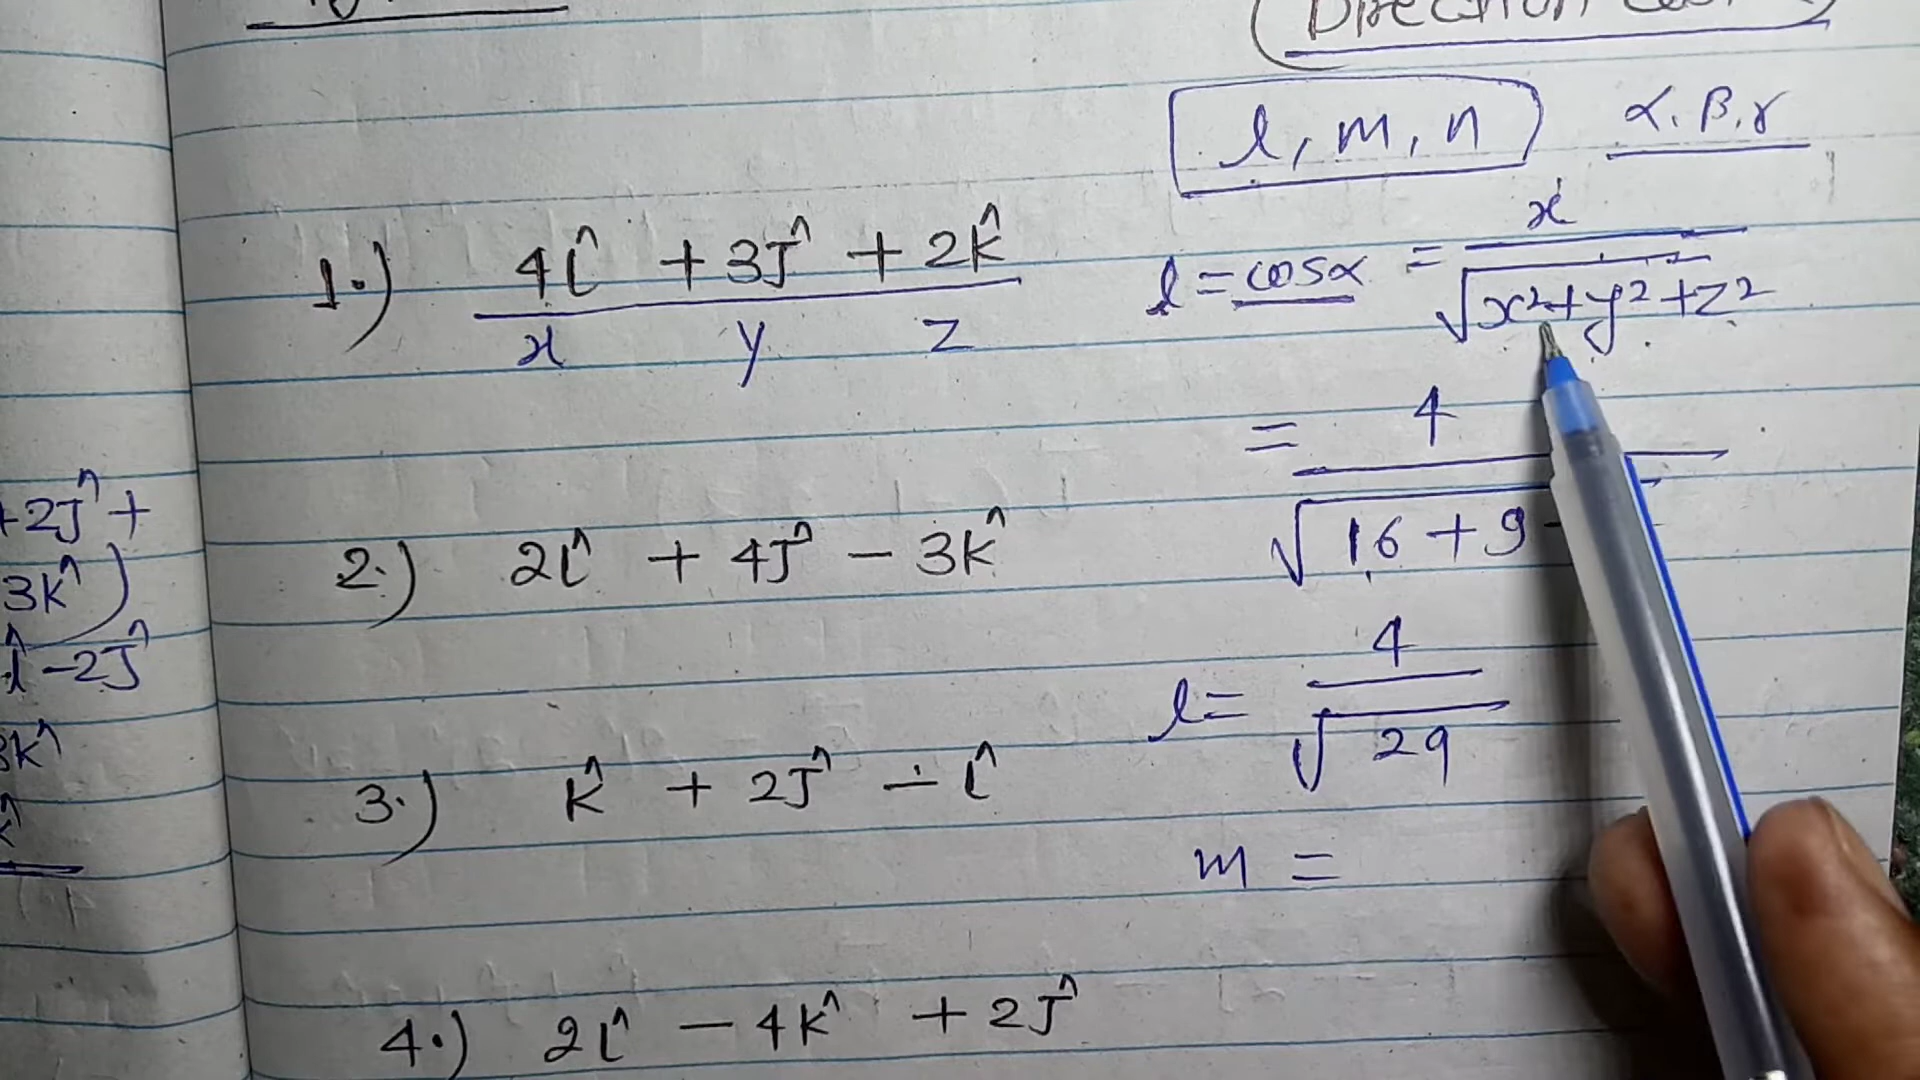 Direction
l, m, n
α, β, γ
1.) 4î + 3ĵ + 2k̂
x y z
l = cosα = x / √x²+y²+z²
= 4 / √16 + 9
2.) 2î + 4ĵ − 3k̂
l = 4 / √29
3.) k̂ + 2ĵ − î
m =
4.) 2î − 4k̂ + 2ĵ
+2ĵ +
3k̂)
î −2ĵ
3k̂
k̂